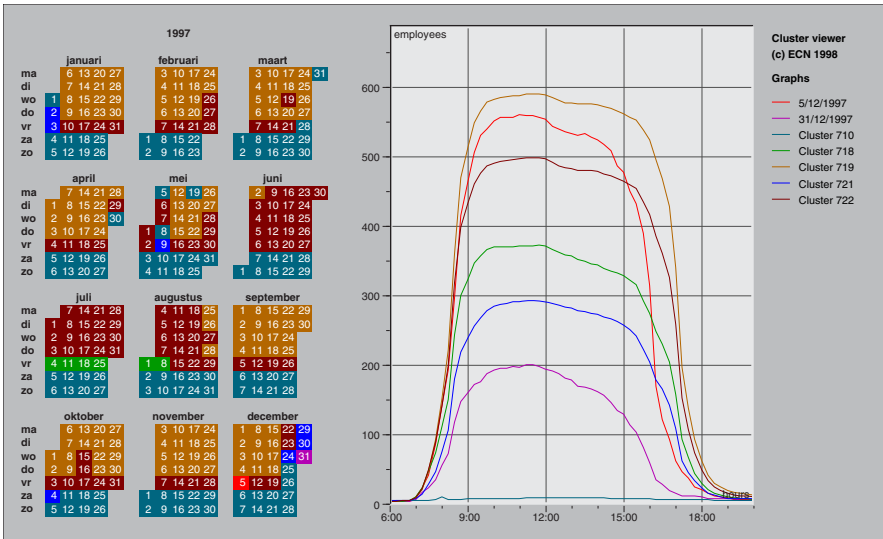 1997
januari februari maart
ma 6 13 20 27 3 10 17 24 3 10 17 24 31
di 7 14 21 28 4 11 18 25 4 11 18 25
wo 1 8 15 22 29 5 12 19 26 5 12 19 26
do 2 9 16 23 30 6 13 20 27 6 13 20 27
vr 3 10 17 24 31 7 14 21 28 7 14 21 28
za 4 11 18 25 1 8 15 22 1 8 15 22 29
zo 5 12 19 26 2 9 16 23 2 9 16 23 30
april mei juni
ma 7 14 21 28 5 12 19 26 2 9 16 23 30
di 1 8 15 22 29 6 13 20 27 3 10 17 24
wo 2 9 16 23 30 7 14 21 28 4 11 18 25
do 3 10 17 24 1 8 15 22 29 5 12 19 26
vr 4 11 18 25 2 9 16 23 30 6 13 20 27
za 5 12 19 26 3 10 17 24 31 7 14 21 28
zo 6 13 20 27 4 11 18 25 1 8 15 22 29
juli augustus september
ma 7 14 21 28 4 11 18 25 1 8 15 22 29
di 1 8 15 22 29 5 12 19 26 2 9 16 23 30
wo 2 9 16 23 30 6 13 20 27 3 10 17 24
do 3 10 17 24 31 7 14 21 28 4 11 18 25
vr 4 11 18 25 1 8 15 22 29 5 12 19 26
za 5 12 19 26 2 9 16 23 30 6 13 20 27
zo 6 13 20 27 3 10 17 24 31 7 14 21 28
oktober november december
ma 6 13 20 27 3 10 17 24 1 8 15 22 29
di 7 14 21 28 4 11 18 25 2 9 16 23 30
wo 1 8 15 22 29 5 12 19 26 3 10 17 24 31
do 2 9 16 23 30 6 13 20 27 4 11 18 25
vr 3 10 17 24 31 7 14 21 28 5 12 19 26
za 4 11 18 25 1 8 15 22 29 6 13 20 27
zo 5 12 19 26 2 9 16 23 30 7 14 21 28
employees
600
500
400
300
200
100
0
6:00 9:00 12:00 15:00 18:00
hours
Cluster viewer
(c) ECN 1998
Graphs
5/12/1997
31/12/1997
Cluster 710
Cluster 718
Cluster 719
Cluster 721
Cluster 722